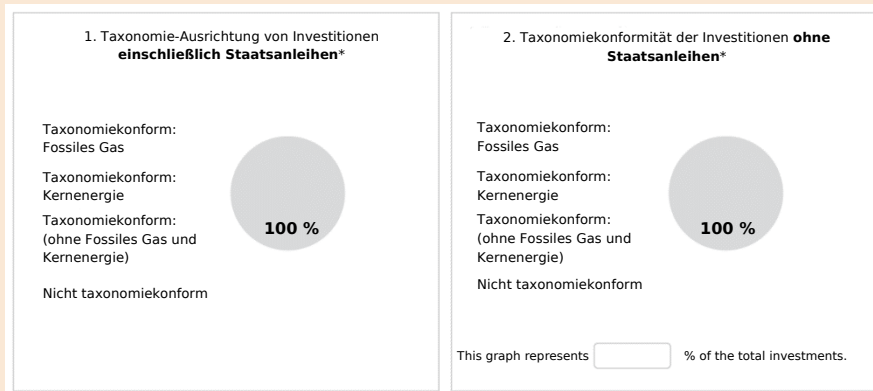 1. Taxonomie-Ausrichtung von Investitionen
einschließlich Staatsanleihen*
Taxonomiekonform:
Fossiles Gas
Taxonomiekonform:
Kernenergie
Taxonomiekonform:
(ohne Fossiles Gas und
Kernenergie)
Nicht taxonomiekonform
100 %
2. Taxonomiekonformität der Investitionen ohne
Staatsanleihen*
Taxonomiekonform:
Fossiles Gas
Taxonomiekonform:
Kernenergie
Taxonomiekonform:
(ohne Fossiles Gas und
Kernenergie)
Nicht taxonomiekonform
100 %
This graph represents % of the total investments.